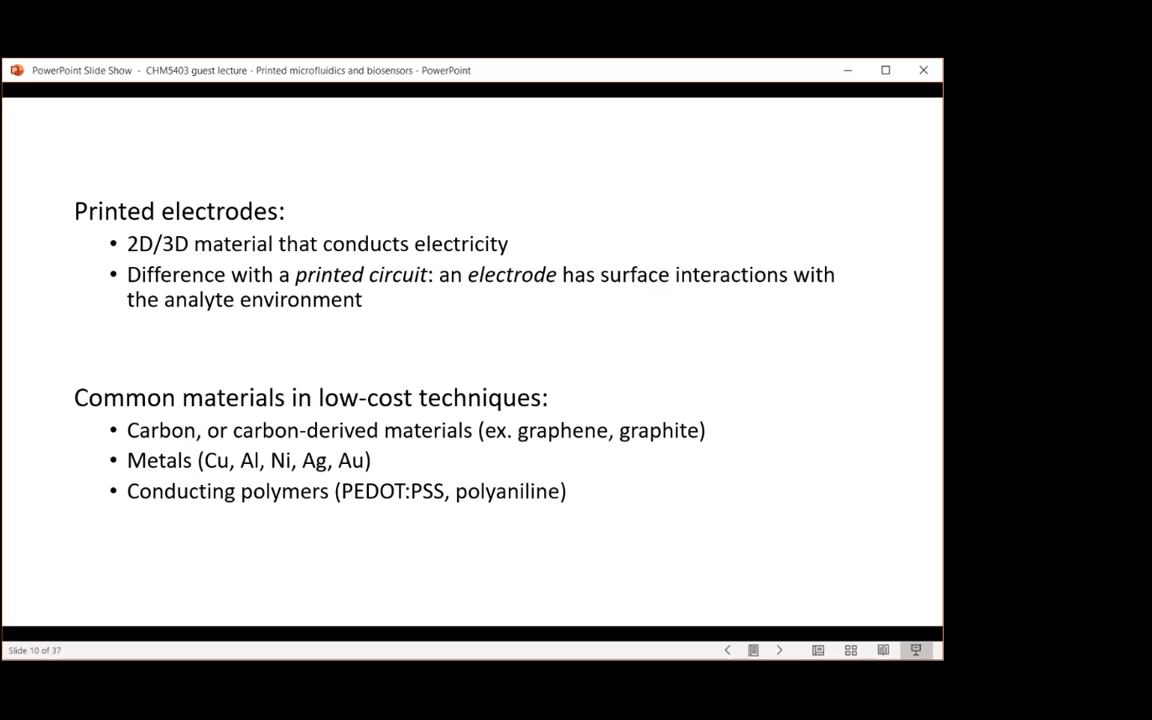 PowerPoint Slide Show - CHM5403 guest lecture - Printed microfluidics and biosensors - PowerPoint
Printed electrodes:
• 2D/3D material that conducts electricity
• Difference with a printed circuit: an electrode has surface interactions with
the analyte environment
Common materials in low-cost techniques:
• Carbon, or carbon-derived materials (ex. graphene, graphite)
• Metals (Cu, Al, Ni, Ag, Au)
• Conducting polymers (PEDOT:PSS, polyaniline)
Slide 10 of 37